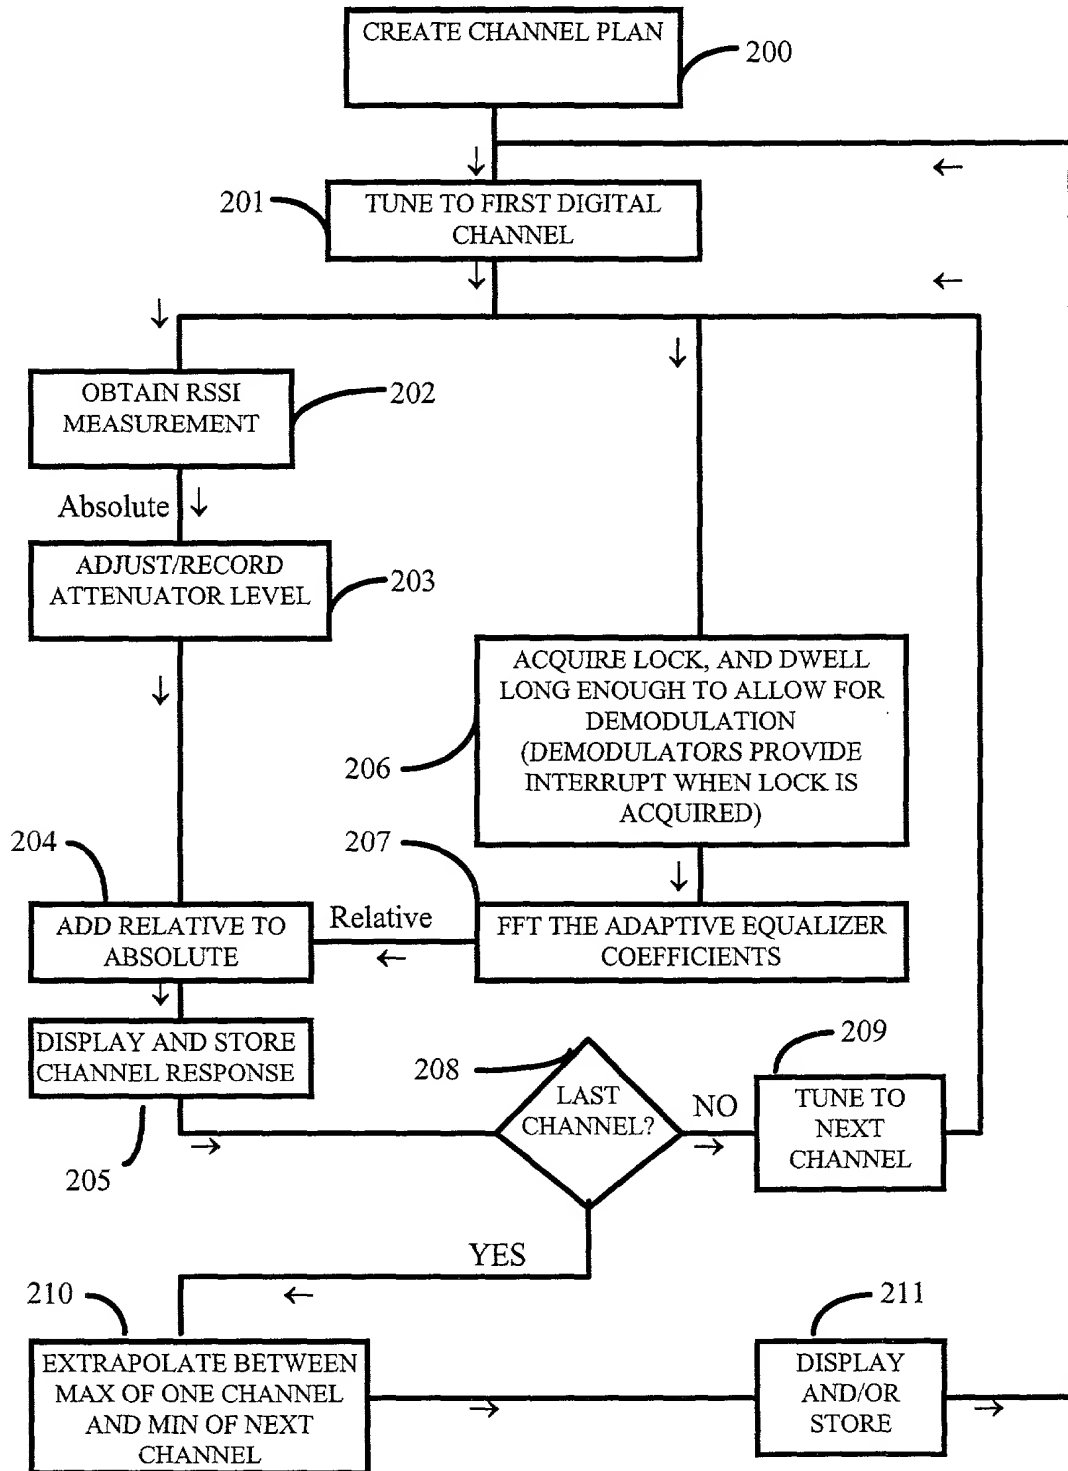 CREATE CHANNEL PLAN
200
201
TUNE TO FIRST DIGITAL
CHANNEL
OBTAIN RSSI
MEASUREMENT
202
Absolute
ADJUST/RECORD
ATTENUATOR LEVEL
203
ACQUIRE LOCK, AND DWELL
LONG ENOUGH TO ALLOW FOR
DEMODULATION
(DEMODULATORS PROVIDE
INTERRUPT WHEN LOCK IS
ACQUIRED)
206
204
207
ADD RELATIVE TO
ABSOLUTE
Relative
FFT THE ADAPTIVE EQUALIZER
COEFFICIENTS
DISPLAY AND STORE
CHANNEL RESPONSE
205
208
LAST
CHANNEL?
NO
209
TUNE TO
NEXT
CHANNEL
YES
210
EXTRAPOLATE BETWEEN
MAX OF ONE CHANNEL
AND MIN OF NEXT
CHANNEL
211
DISPLAY
AND/OR
STORE